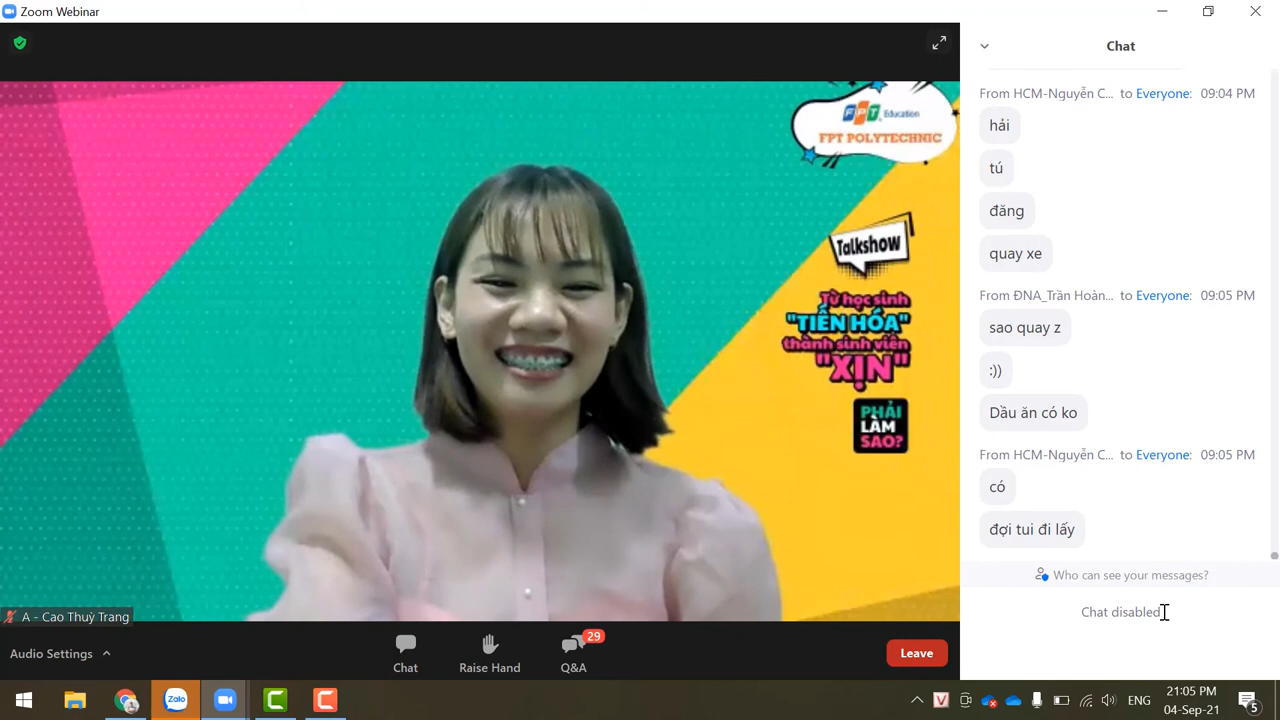 Zoom Webinar
FPT Education
FPT POLYTECHNIC
Talkshow
Từ học sinh
"TIẾN HÓA"
thành sinh viên
"XỊN"
PHẢI
LÀM
SAO?
A - Cao Thuỳ Trang
Audio Settings
Chat
Raise Hand
29
Q&A
Leave
Chat
From HCM-Nguyễn C... to Everyone: 09:04 PM
hải
tú
đăng
quay xe
From ĐNA_Trần Hoàn... to Everyone: 09:05 PM
sao quay z
:))
Dầu ăn có ko
From HCM-Nguyễn C... to Everyone: 09:05 PM
có
đợi tui đi lấy
Who can see your messages?
Chat disabled
Zalo
ENG
21:05 PM
04-Sep-21
5